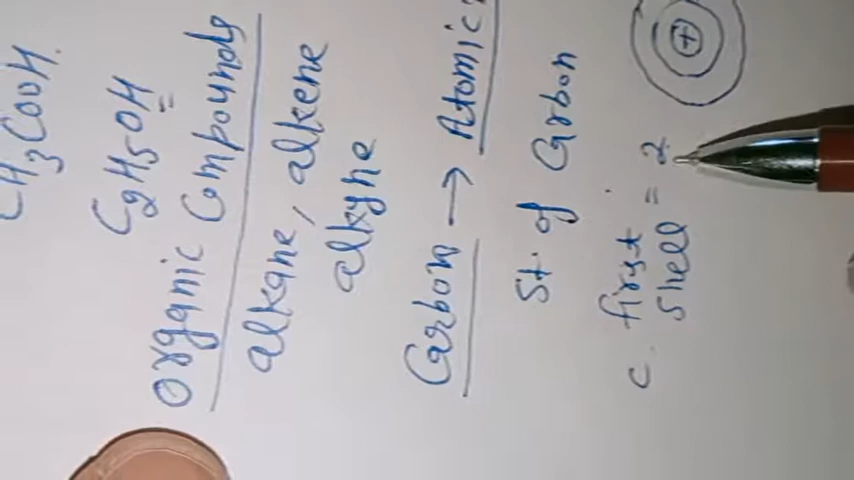 CH3COOH.
C2H5OH
organic Compounds
alkane, alkene
alkyne
Carbon → Atomic
St. of Carbon
C. first
shell = 2
+